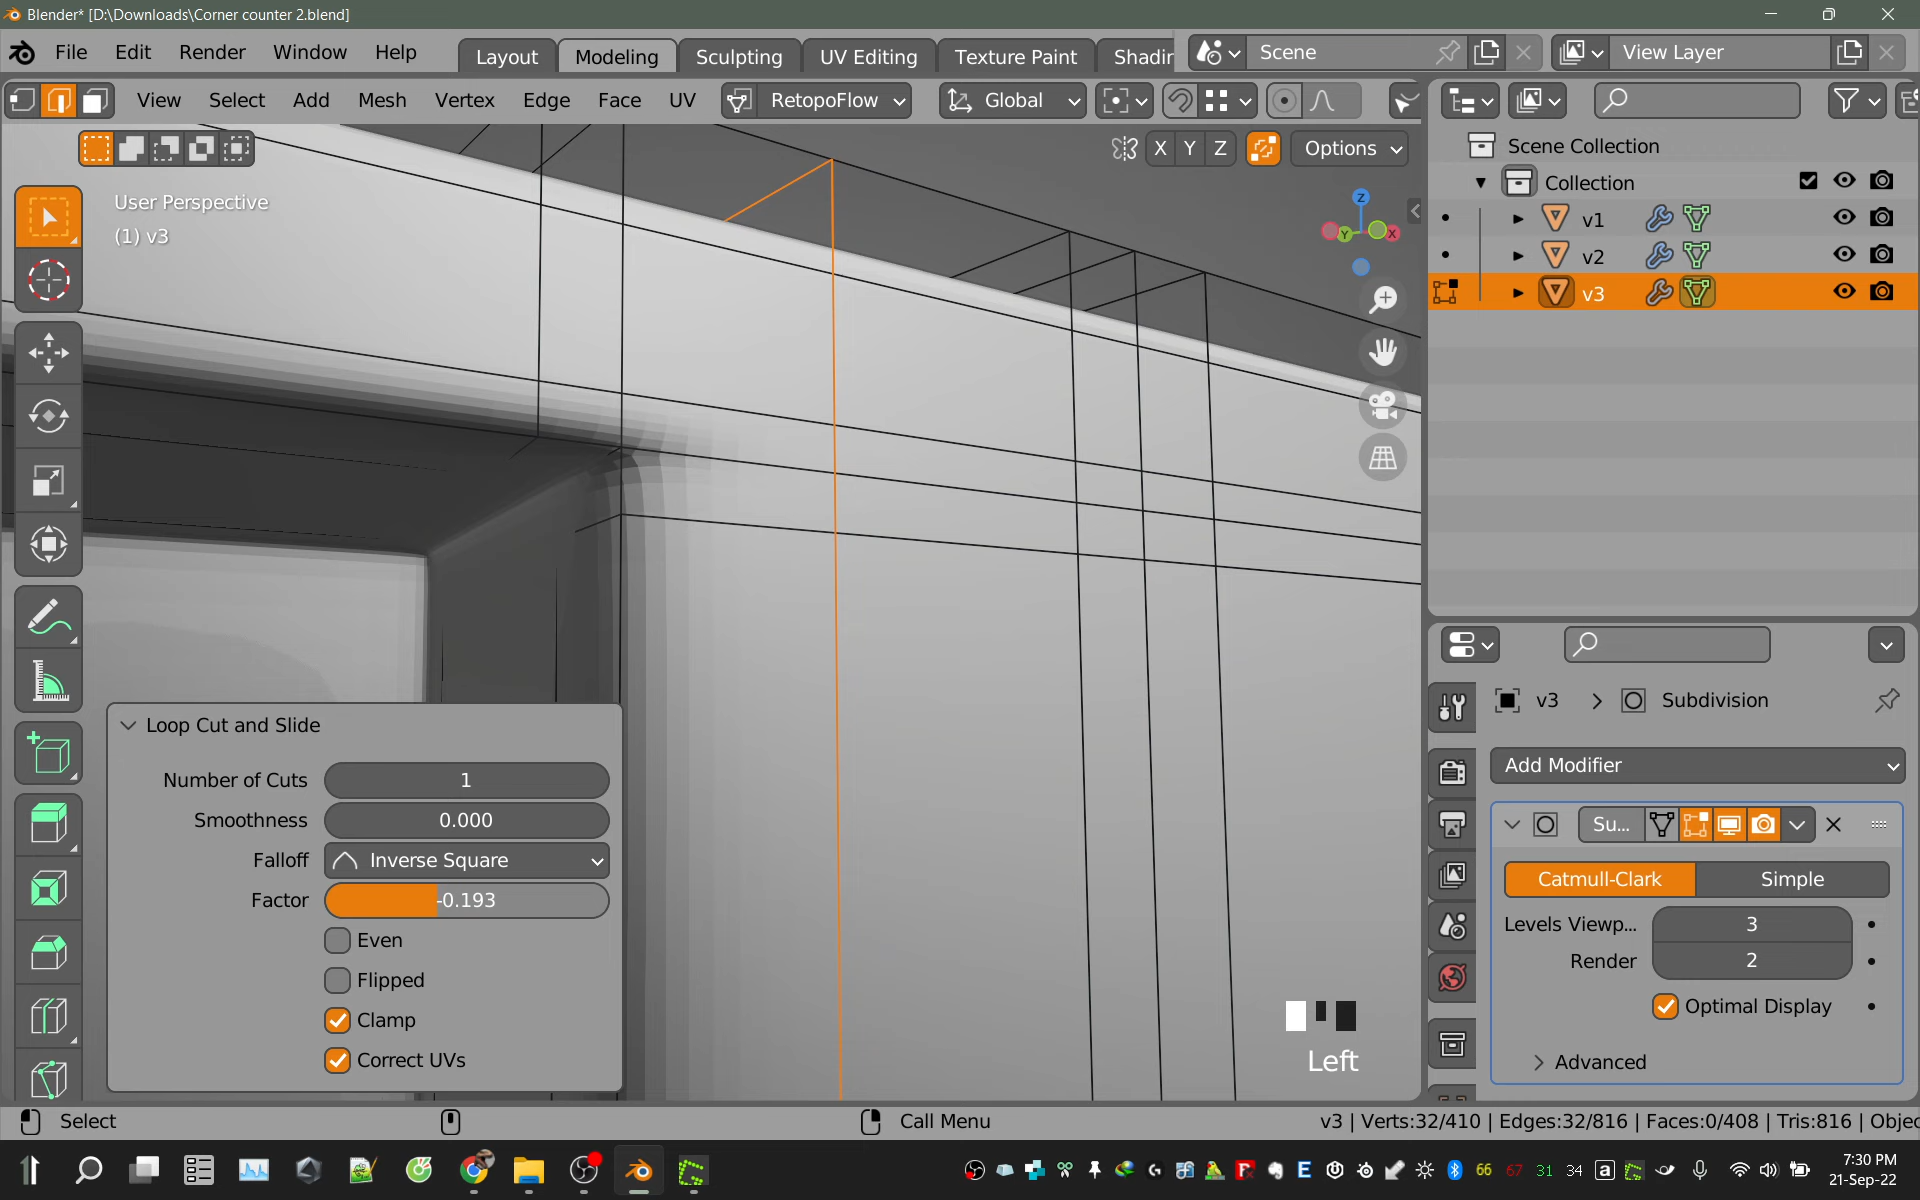 Blender* [D:\Downloads\Corner counter 2.blend]
File Edit Render Window Help
Layout Modeling Sculpting UV Editing Texture Paint Shadin
Scene
View Layer
View Select Add Mesh Vertex Edge Face UV
RetopoFlow
Global
X Y Z
Options
User Perspective
(1) v3
Z
Y
X
Scene Collection
Collection
v1
v2
v3
v3 > Subdivision
Add Modifier
Su...
Catmull-Clark Simple
Levels Viewp... 3
Render 2
Optimal Display
Advanced
Loop Cut and Slide
Number of Cuts 1
Smoothness 0.000
Falloff Inverse Square
Factor -0.193
Even
Flipped
Clamp
Correct UVs
Left
Select
Call Menu
v3 | Verts:32/410 | Edges:32/816 | Faces:0/408 | Tris:816 | Objec
66 67 31 34
7:30 PM
21-Sep-22